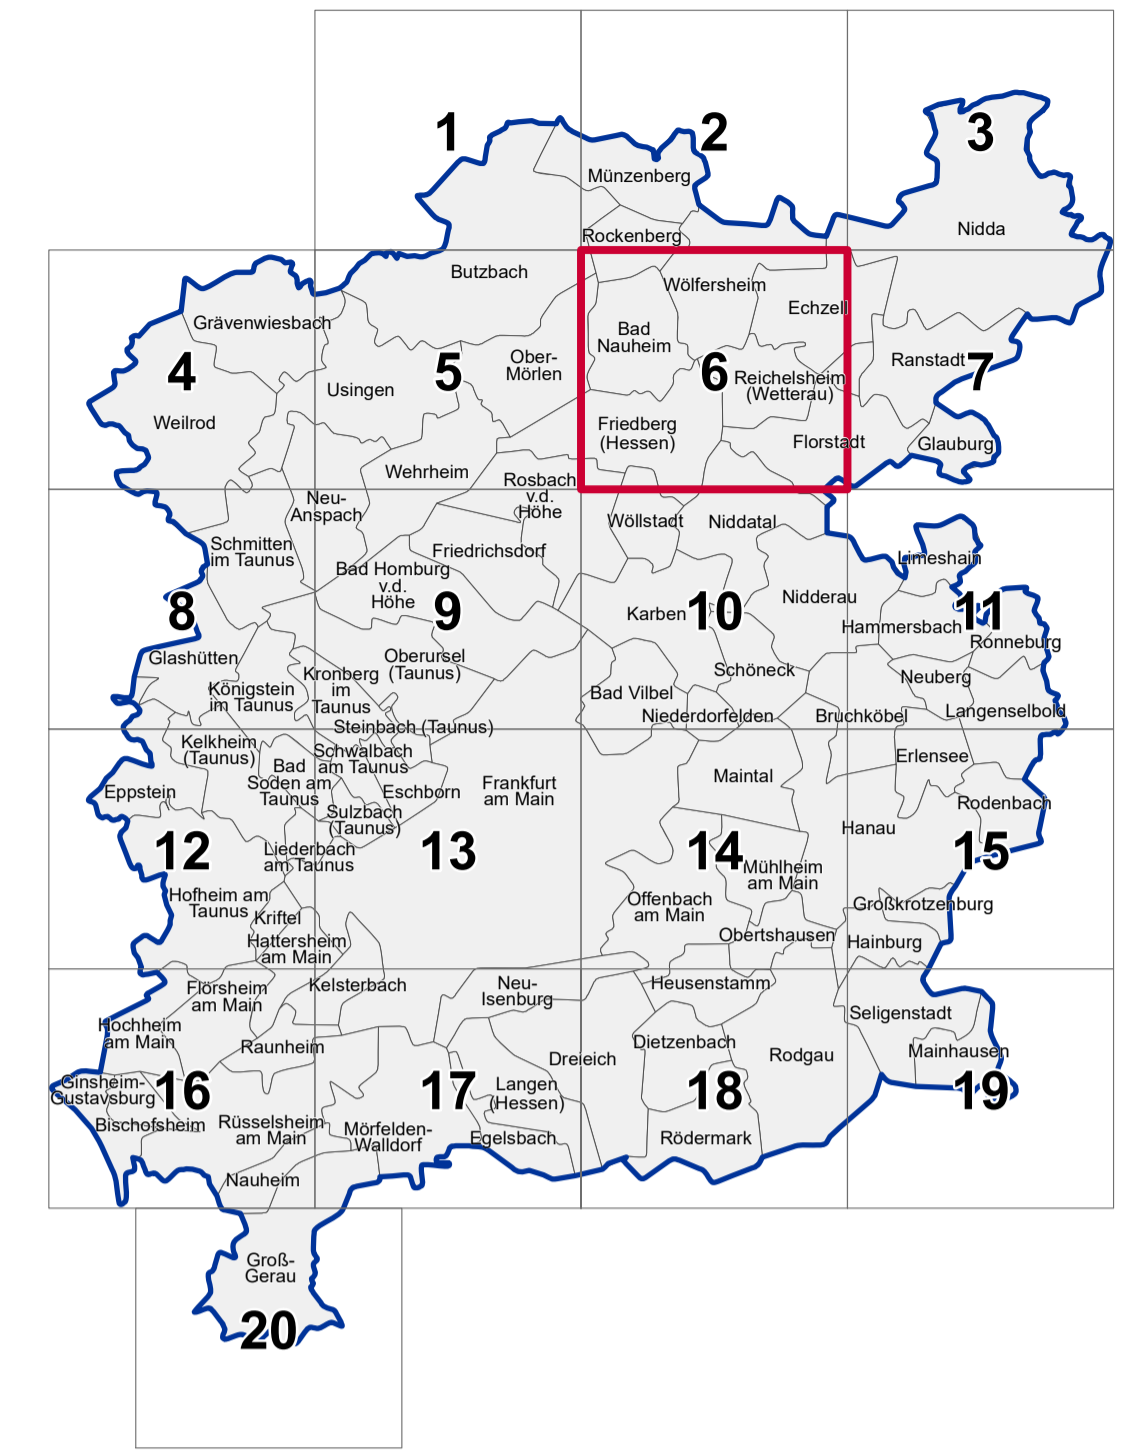 1
2
3
Münzenberg
Nidda
Rockenberg
Butzbach
Wölfersheim
Echzell
Grävenwiesbach
Bad
Nauheim
Ober-
Mörlen
Ranstadt
4
5
6
7
Usingen
Reichelsheim
(Wetterau)
Weilrod
Friedberg
(Hessen)
Florstadt
Glauburg
Wehrheim
Rosbach
v.d.
Höhe
Neu-
Anspach
Wöllstadt
Niddatal
Schmitten
im Taunus
Friedrichsdorf
Limeshain
Bad Homburg
v.d.
Höhe
Nidderau
8
9
10
11
Karben
Hammersbach
Ronneburg
Glashütten
Oberursel
(Taunus)
Schöneck
Kronberg
im
Taunus
Neuberg
Königstein
im Taunus
Bad Vilbel
Niederdorfelden
Bruchköbel
Langenselbold
Steinbach (Taunus)
Kelkheim
(Taunus)
Schwalbach
am Taunus
Erlensee
Bad
Soden am
Taunus
Maintal
Eppstein
Eschborn
Frankfurt
am Main
Rodenbach
Sulzbach
(Taunus)
Hanau
12
13
14
15
Liederbach
am Taunus
Mühlheim
am Main
Hofheim am
Taunus
Offenbach
am Main
Großkrotzenburg
Kriftel
Hattersheim
am Main
Obertshausen
Hainburg
Flörsheim
am Main
Kelsterbach
Neu-
Isenburg
Heusenstamm
Seligenstadt
Hochheim
am Main
Raunheim
Dreieich
Dietzenbach
Rodgau
Mainhausen
Ginsheim-
Gustavsburg
16
17
18
19
Langen
(Hessen)
Bischofsheim
Rüsselsheim
am Main
Mörfelden-
Walldorf
Egelsbach
Rödermark
Nauheim
Groß-
Gerau
20